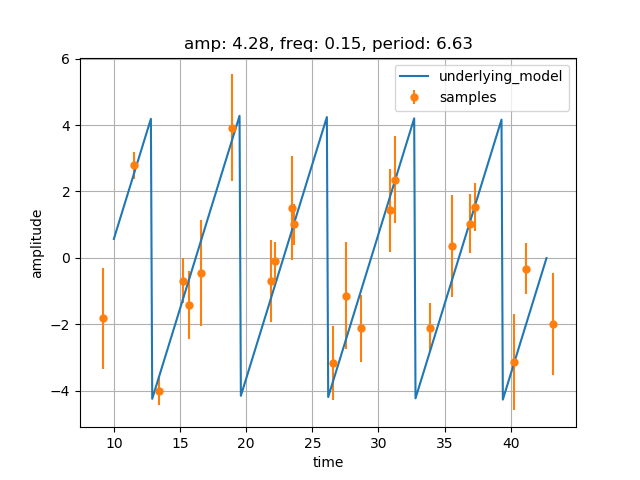 amp: 4.28, freq: 0.15, period: 6.63
underlying_model
samples
amplitude
6
4
2
0
−2
−4
10 15 20 25 30 35 40
time